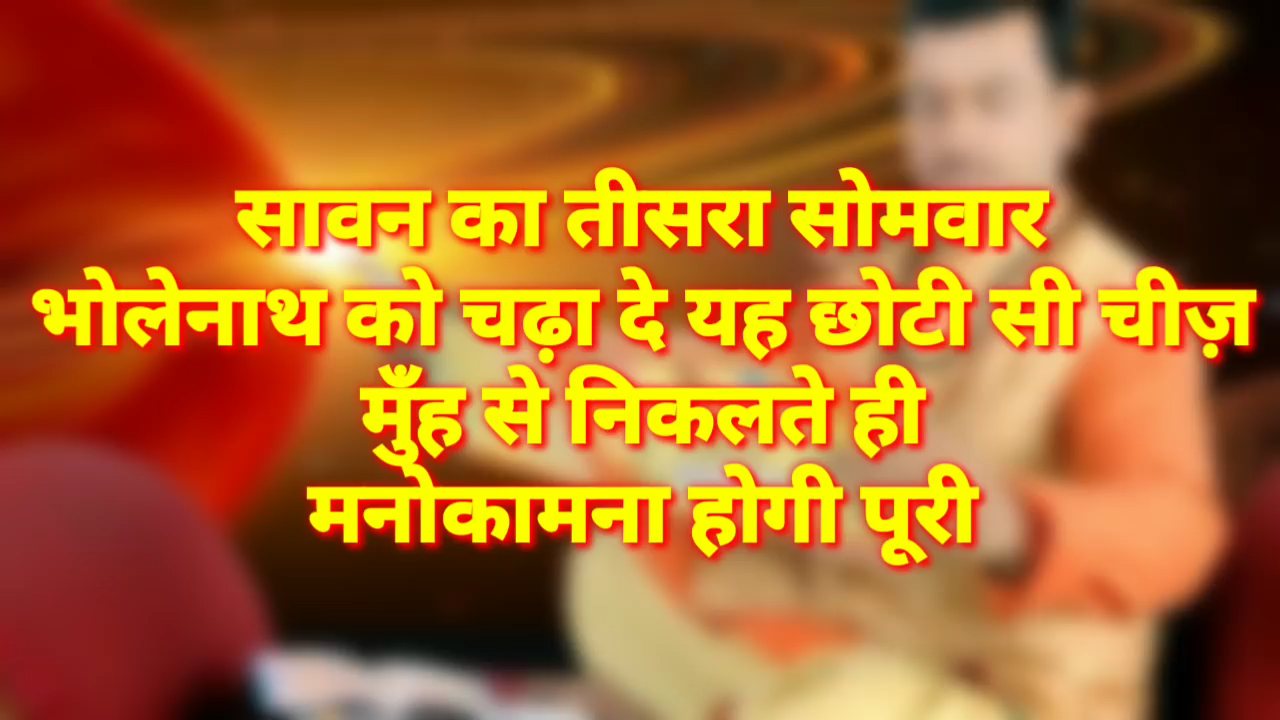 सावन का तीसरा सोमवार
भोलेनाथ को चढ़ा दे यह छोटी सी चीज़
मुँह से निकलते ही
मनोकामना होगी पूरी